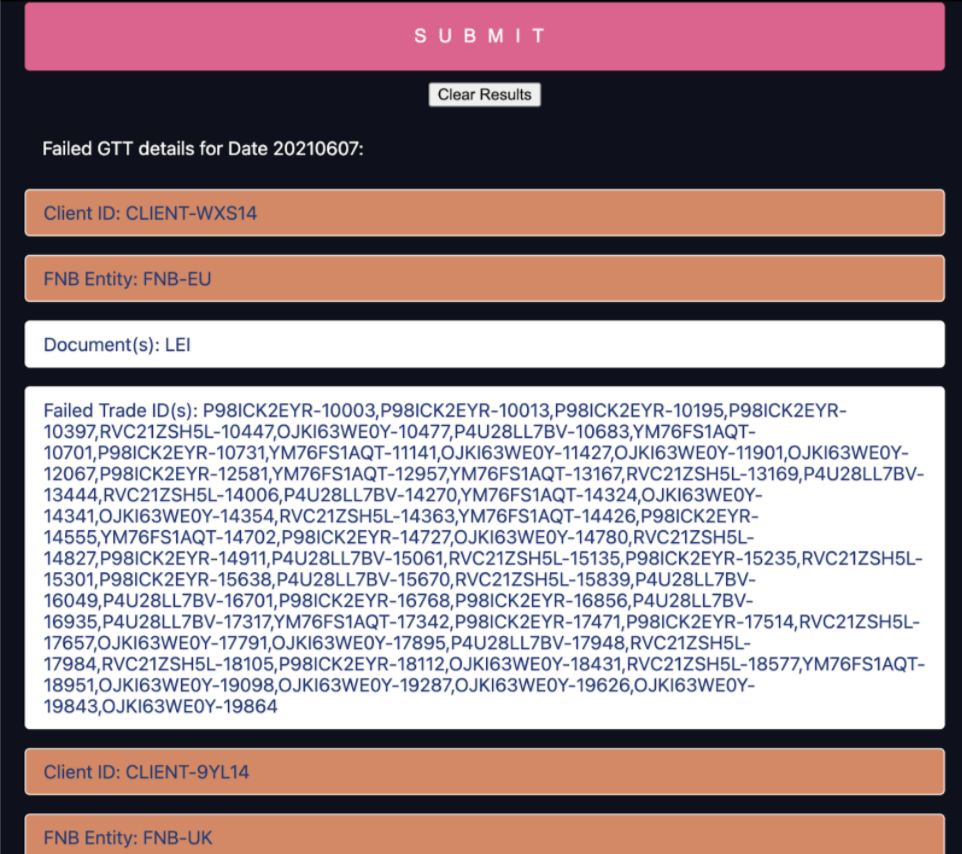 SUBMIT
Clear Results
Failed GTT details for Date 20210607:
Client ID: CLIENT-WXS14
FNB Entity: FNB-EU
Document(s): LEI
Failed Trade ID(s): P98ICK2EYR-10003,P98ICK2EYR-10013,P98ICK2EYR-10195,P98ICK2EYR-
10397,RVC21ZSH5L-10447,OJKI63WE0Y-10477,P4U28LL7BV-10683,YM76FS1AQT-
10701,P98ICK2EYR-10731,YM76FS1AQT-11141,OJKI63WE0Y-11427,OJKI63WE0Y-11901,OJKI63WE0Y-
12067,P98ICK2EYR-12581,YM76FS1AQT-12957,YM76FS1AQT-13167,RVC21ZSH5L-13169,P4U28LL7BV-
13444,RVC21ZSH5L-14006,P4U28LL7BV-14270,YM76FS1AQT-14324,OJKI63WE0Y-
14341,OJKI63WE0Y-14354,RVC21ZSH5L-14363,YM76FS1AQT-14426,P98ICK2EYR-
14555,YM76FS1AQT-14702,P98ICK2EYR-14727,OJKI63WE0Y-14780,RVC21ZSH5L-
14827,P98ICK2EYR-14911,P4U28LL7BV-15061,RVC21ZSH5L-15135,P98ICK2EYR-15235,RVC21ZSH5L-
15301,P98ICK2EYR-15638,P4U28LL7BV-15670,RVC21ZSH5L-15839,P4U28LL7BV-
16049,P4U28LL7BV-16701,P98ICK2EYR-16768,P98ICK2EYR-16856,P4U28LL7BV-
16935,P4U28LL7BV-17317,YM76FS1AQT-17342,P98ICK2EYR-17471,P98ICK2EYR-17514,RVC21ZSH5L-
17657,OJKI63WE0Y-17791,OJKI63WE0Y-17895,P4U28LL7BV-17948,RVC21ZSH5L-
17984,RVC21ZSH5L-18105,P98ICK2EYR-18112,OJKI63WE0Y-18431,RVC21ZSH5L-18577,YM76FS1AQT-
18951,OJKI63WE0Y-19098,OJKI63WE0Y-19287,OJKI63WE0Y-19626,OJKI63WE0Y-
19843,OJKI63WE0Y-19864
Client ID: CLIENT-9YL14
FNB Entity: FNB-UK